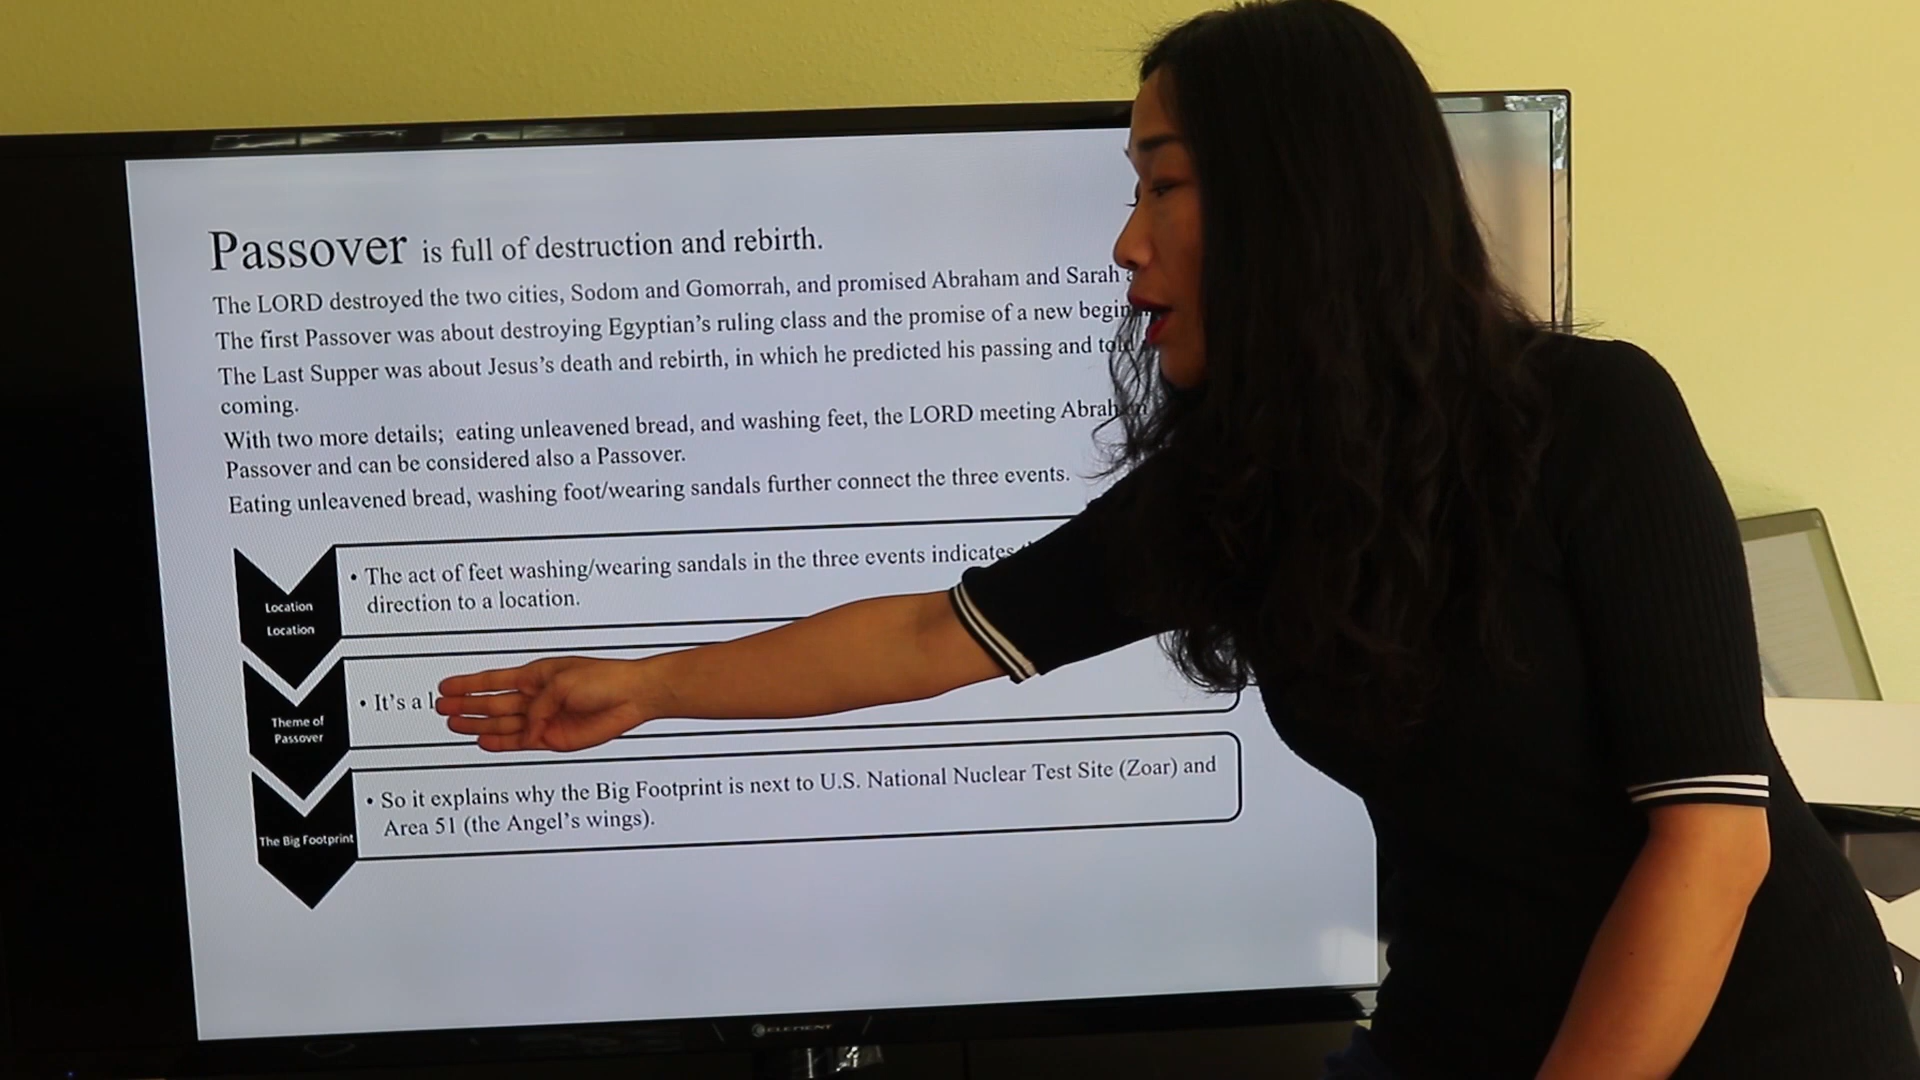 Passover is full of destruction and rebirth.
The LORD destroyed the two cities, Sodom and Gomorrah, and promised Abraham and Sarah
The first Passover was about destroying Egyptian's ruling class and the promise of a new
The Last Supper was about Jesus's death and rebirth, in which he predicted his passing and
coming.
With two more details; eating unleavened bread, and washing feet, the LORD meeting
Passover and can be considered also a Passover.
Eating unleavened bread, washing foot/wearing sandals further connect the three events.
• The act of feet washing/wearing sandals in the three events indicates
direction to a location.
Location
Location
• It's a
Theme of
Passover
• So it explains why the Big Footprint is next to U.S. National Nuclear Test Site (Zoar) and
Area 51 (the Angel's wings).
The Big Footprint
ELEMENT